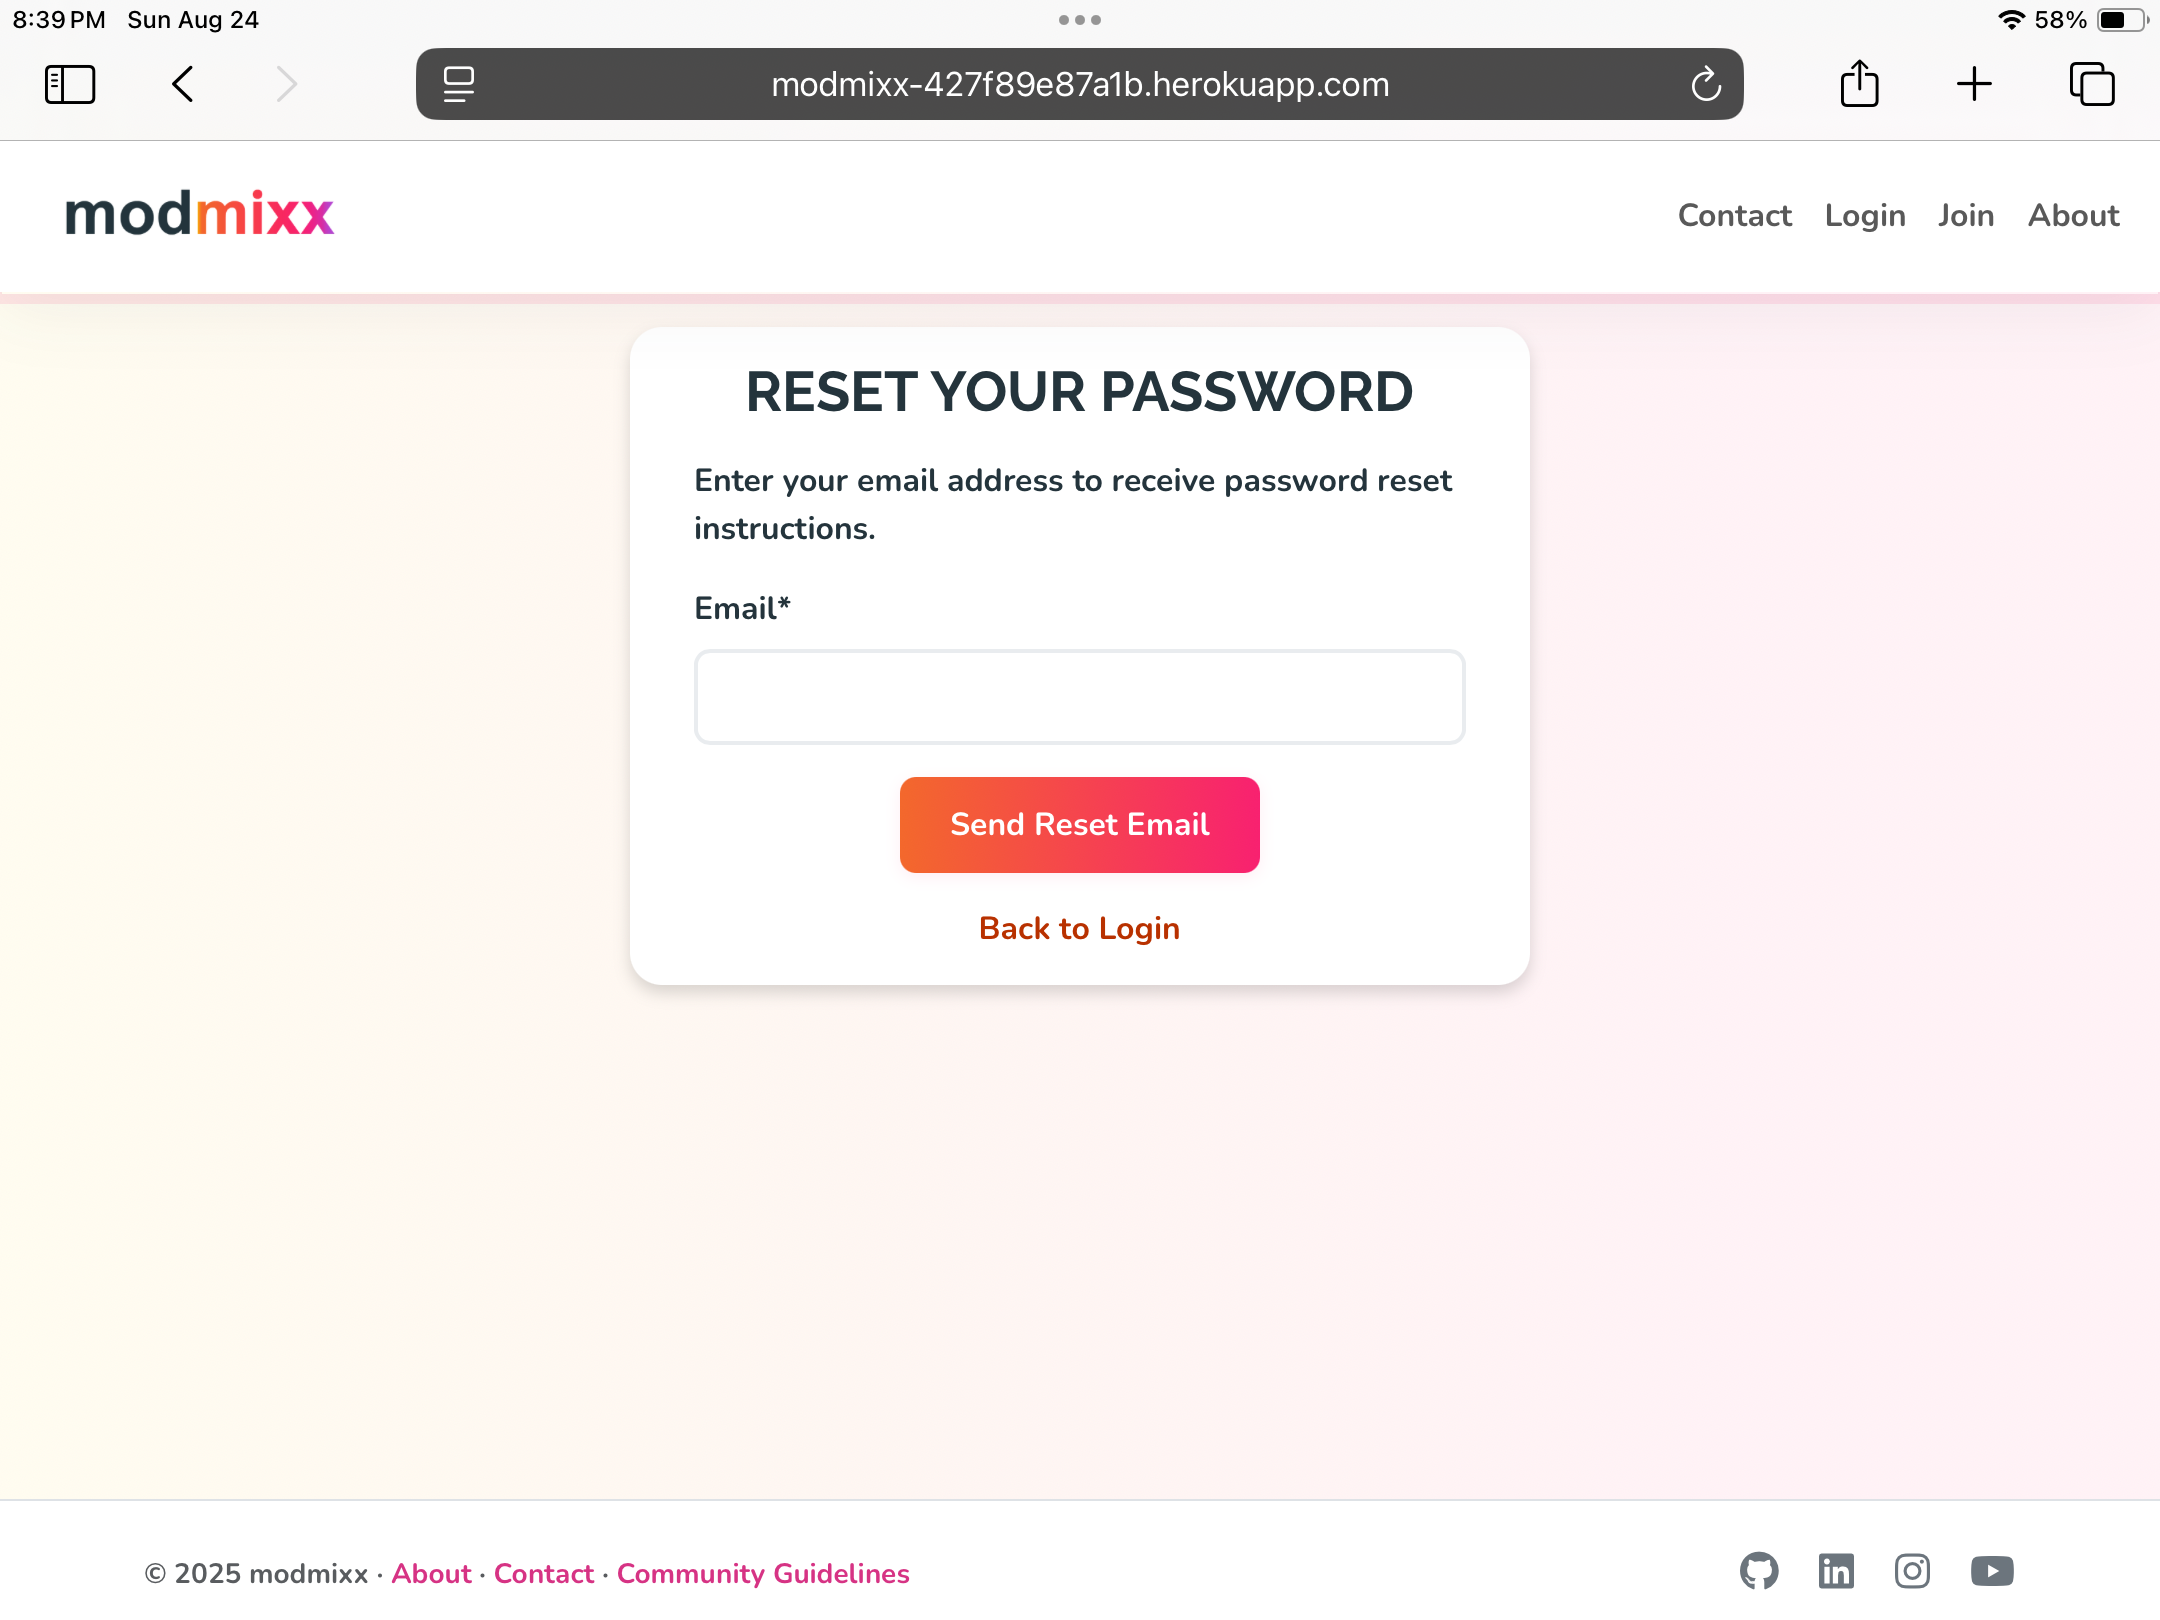 8:39 PM Sun Aug 24
58%
modmixx-427f89e87a1b.herokuapp.com
modmixx
Contact Login Join About
RESET YOUR PASSWORD
Enter your email address to receive password reset
instructions.
Email*
Send Reset Email
Back to Login
© 2025 modmixx · About · Contact · Community Guidelines